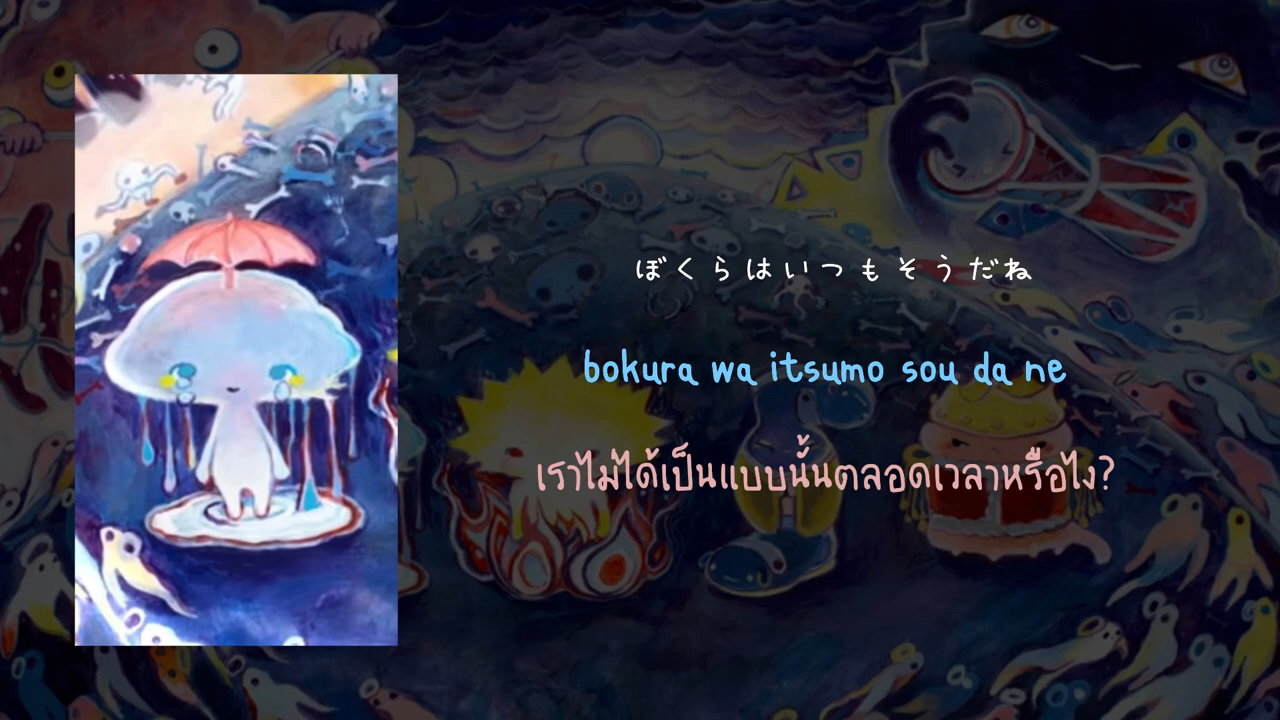 ぼくらはいつもそうだね
bokura wa itsumo sou da ne
เราไม่ได้เป็นแบบนั้นตลอดเวลาหรือไง?